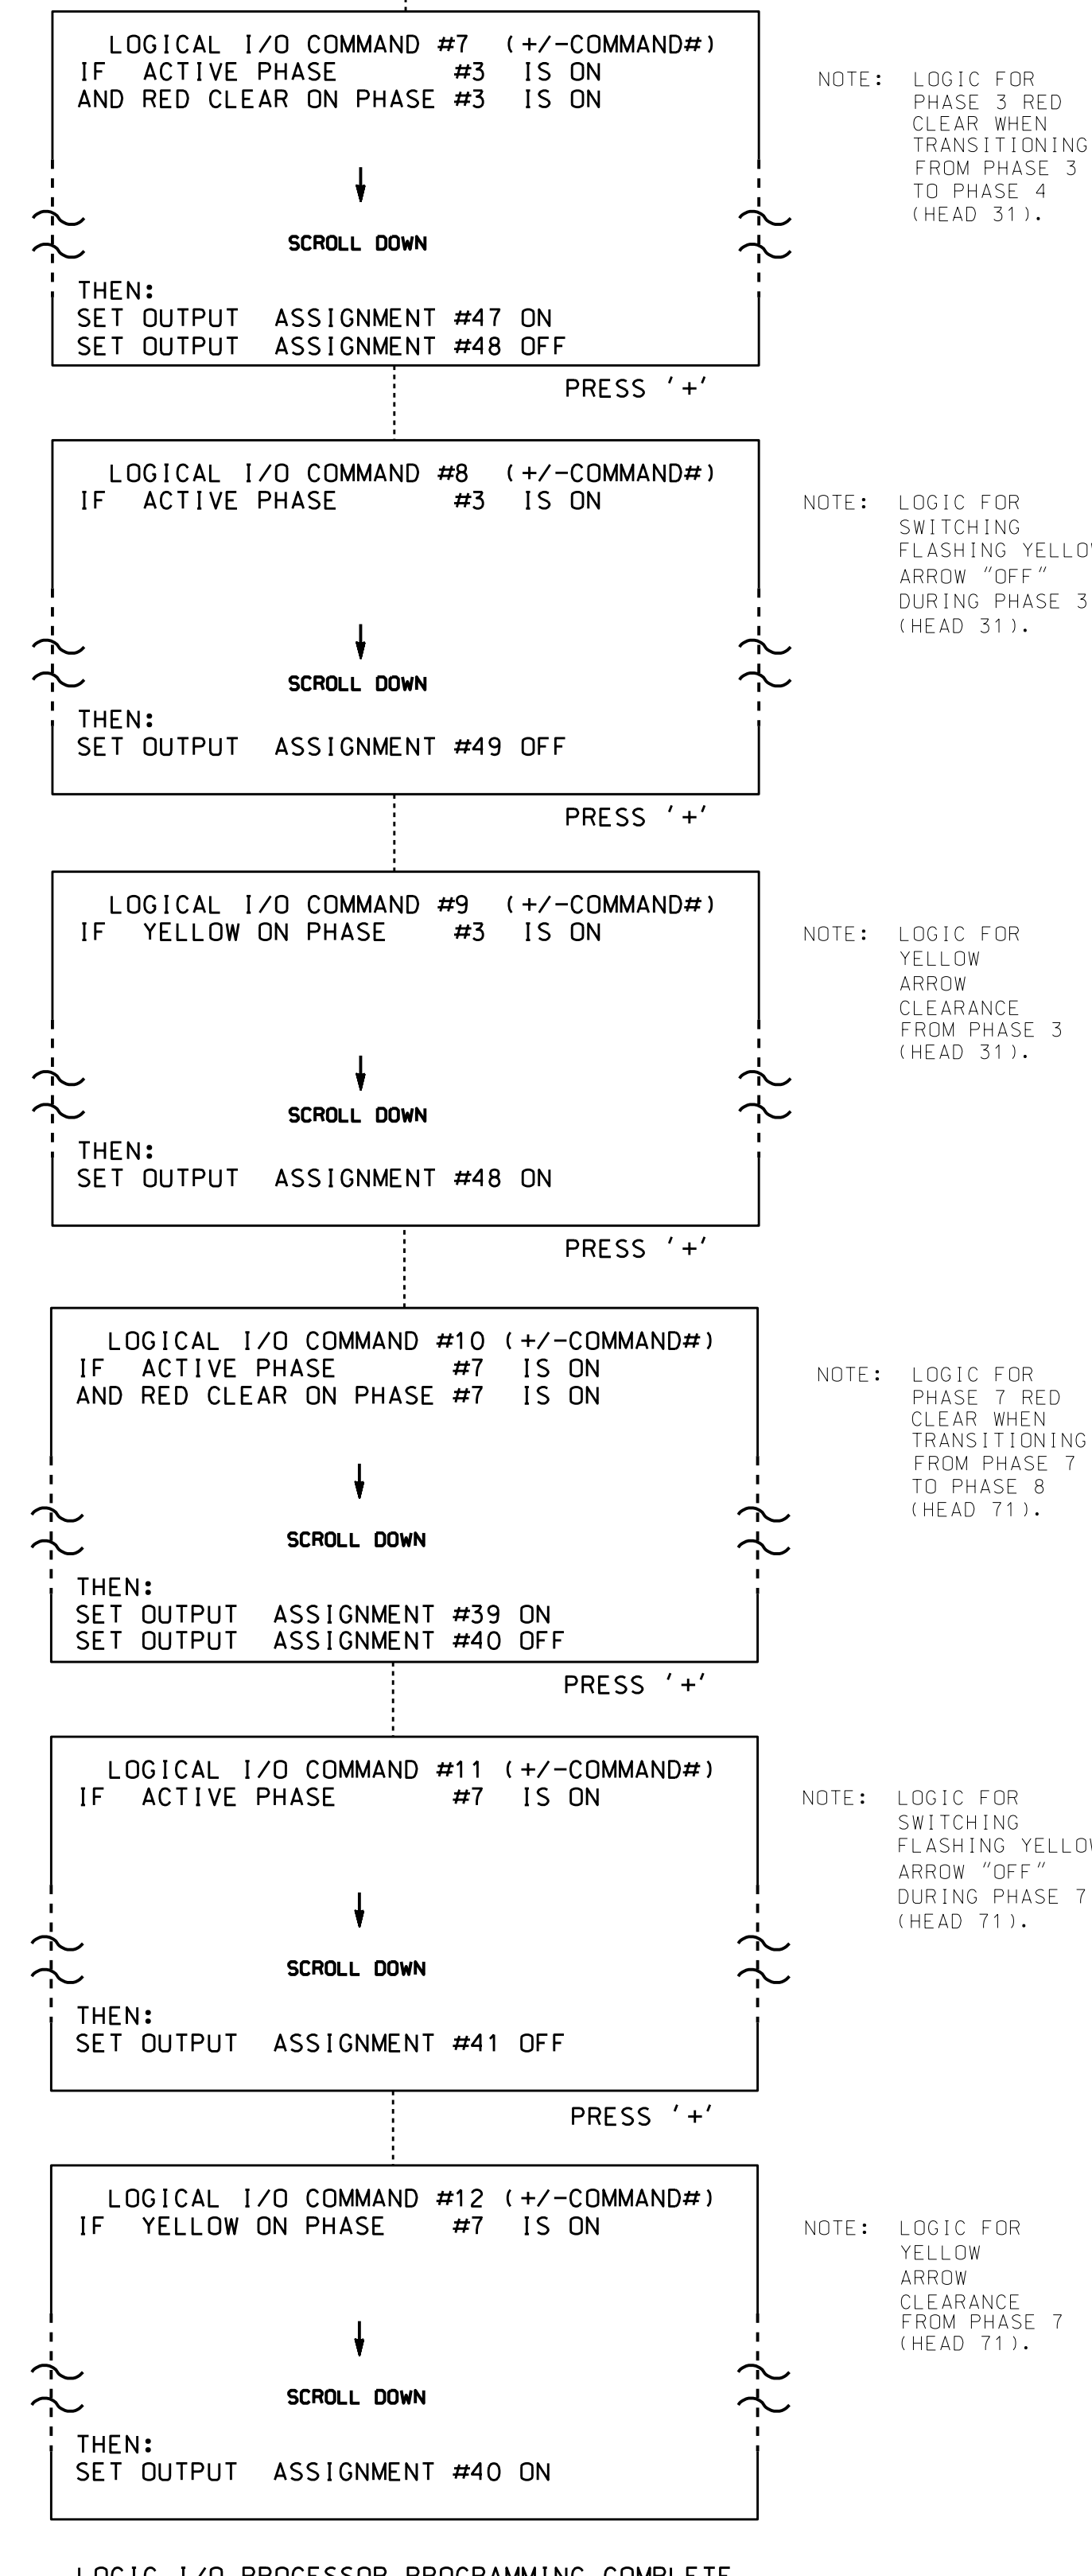 LOGICAL I/O COMMAND #7 (+/-COMMAND#)
IF ACTIVE PHASE #3 IS ON
AND RED CLEAR ON PHASE #3 IS ON
SCROLL DOWN
THEN:
SET OUTPUT ASSIGNMENT #47 ON
SET OUTPUT ASSIGNMENT #48 OFF
NOTE: LOGIC FOR
PHASE 3 RED
CLEAR WHEN
TRANSITIONING
FROM PHASE 3
TO PHASE 4
(HEAD 31).
PRESS '+'
LOGICAL I/O COMMAND #8 (+/-COMMAND#)
IF ACTIVE PHASE #3 IS ON
SCROLL DOWN
THEN:
SET OUTPUT ASSIGNMENT #49 OFF
NOTE: LOGIC FOR
SWITCHING
FLASHING YELLOW
ARROW "OFF"
DURING PHASE 3
(HEAD 31).
PRESS '+'
LOGICAL I/O COMMAND #9 (+/-COMMAND#)
IF YELLOW ON PHASE #3 IS ON
SCROLL DOWN
THEN:
SET OUTPUT ASSIGNMENT #48 ON
NOTE: LOGIC FOR
YELLOW
ARROW
CLEARANCE
FROM PHASE 3
(HEAD 31).
PRESS '+'
LOGICAL I/O COMMAND #10 (+/-COMMAND#)
IF ACTIVE PHASE #7 IS ON
AND RED CLEAR ON PHASE #7 IS ON
SCROLL DOWN
THEN:
SET OUTPUT ASSIGNMENT #39 ON
SET OUTPUT ASSIGNMENT #40 OFF
NOTE: LOGIC FOR
PHASE 7 RED
CLEAR WHEN
TRANSITIONING
FROM PHASE 7
TO PHASE 8
(HEAD 71).
PRESS '+'
LOGICAL I/O COMMAND #11 (+/-COMMAND#)
IF ACTIVE PHASE #7 IS ON
SCROLL DOWN
THEN:
SET OUTPUT ASSIGNMENT #41 OFF
NOTE: LOGIC FOR
SWITCHING
FLASHING YELLOW
ARROW "OFF"
DURING PHASE 7
(HEAD 71).
PRESS '+'
LOGICAL I/O COMMAND #12 (+/-COMMAND#)
IF YELLOW ON PHASE #7 IS ON
SCROLL DOWN
THEN:
SET OUTPUT ASSIGNMENT #40 ON
NOTE: LOGIC FOR
YELLOW
ARROW
CLEARANCE
FROM PHASE 7
(HEAD 71).
LOGIC I/O PROCESSOR PROGRAMMING COMPLETE